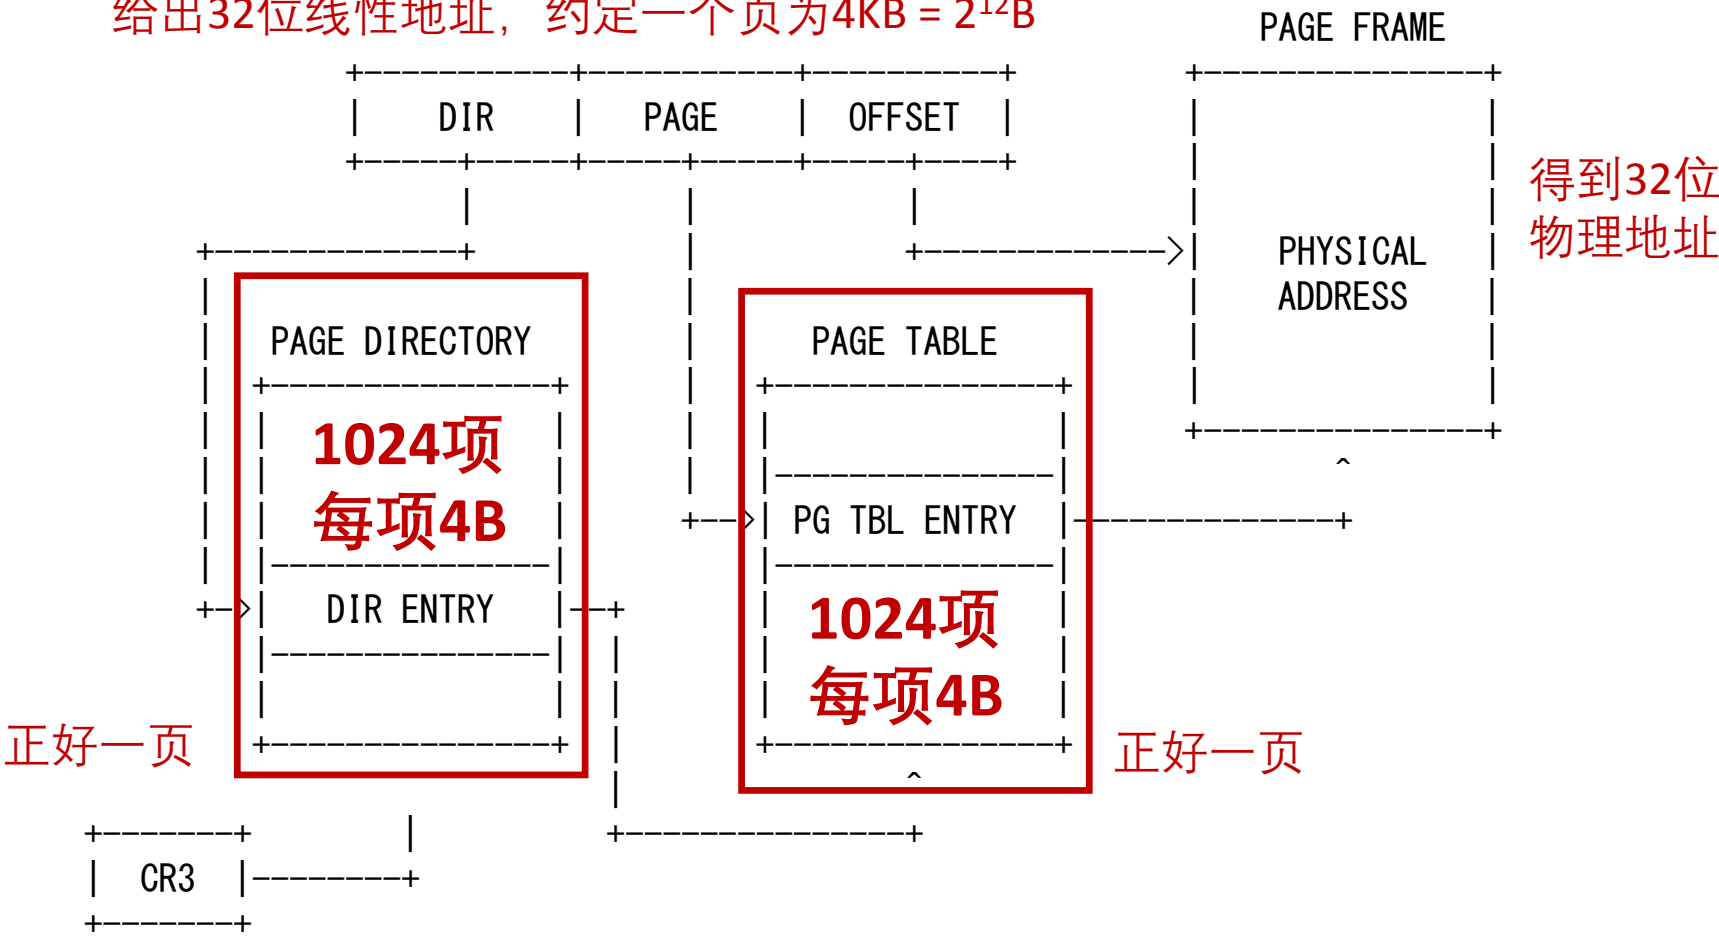 给出32位线性地址，约定一个页为4KB = 2¹²B
PAGE FRAME
DIR PAGE OFFSET
得到32位
物理地址
PHYSICAL
ADDRESS
PAGE DIRECTORY
PAGE TABLE
1024项
每项4B
PG TBL ENTRY
DIR ENTRY
1024项
每项4B
正好一页
正好一页
CR3